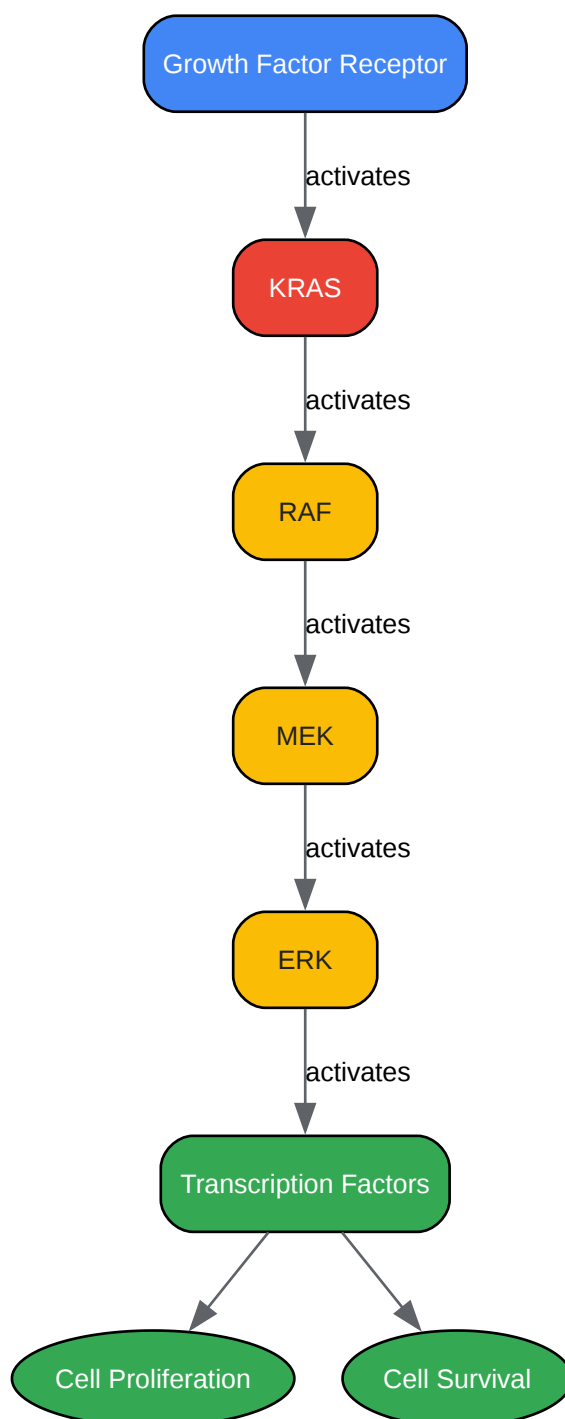 Growth Factor Receptor
activates
KRAS
activates
RAF
activates
MEK
activates
ERK
activates
Transcription Factors
Cell Proliferation
Cell Survival